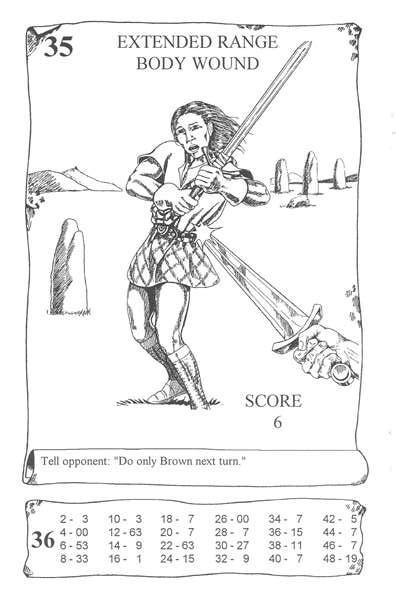 35
EXTENDED RANGE
BODY WOUND
SCORE
6
Tell opponent: "Do only Brown next turn."
36
2 - 3 10 - 3 18 - 7 26 - 00 34 - 7 42 - 5
4 - 00 12 - 63 20 - 7 28 - 7 36 - 15 44 - 7
6 - 53 14 - 9 22 - 63 30 - 27 38 - 11 46 - 7
8 - 33 16 - 1 24 - 15 32 - 9 40 - 7 48 - 19